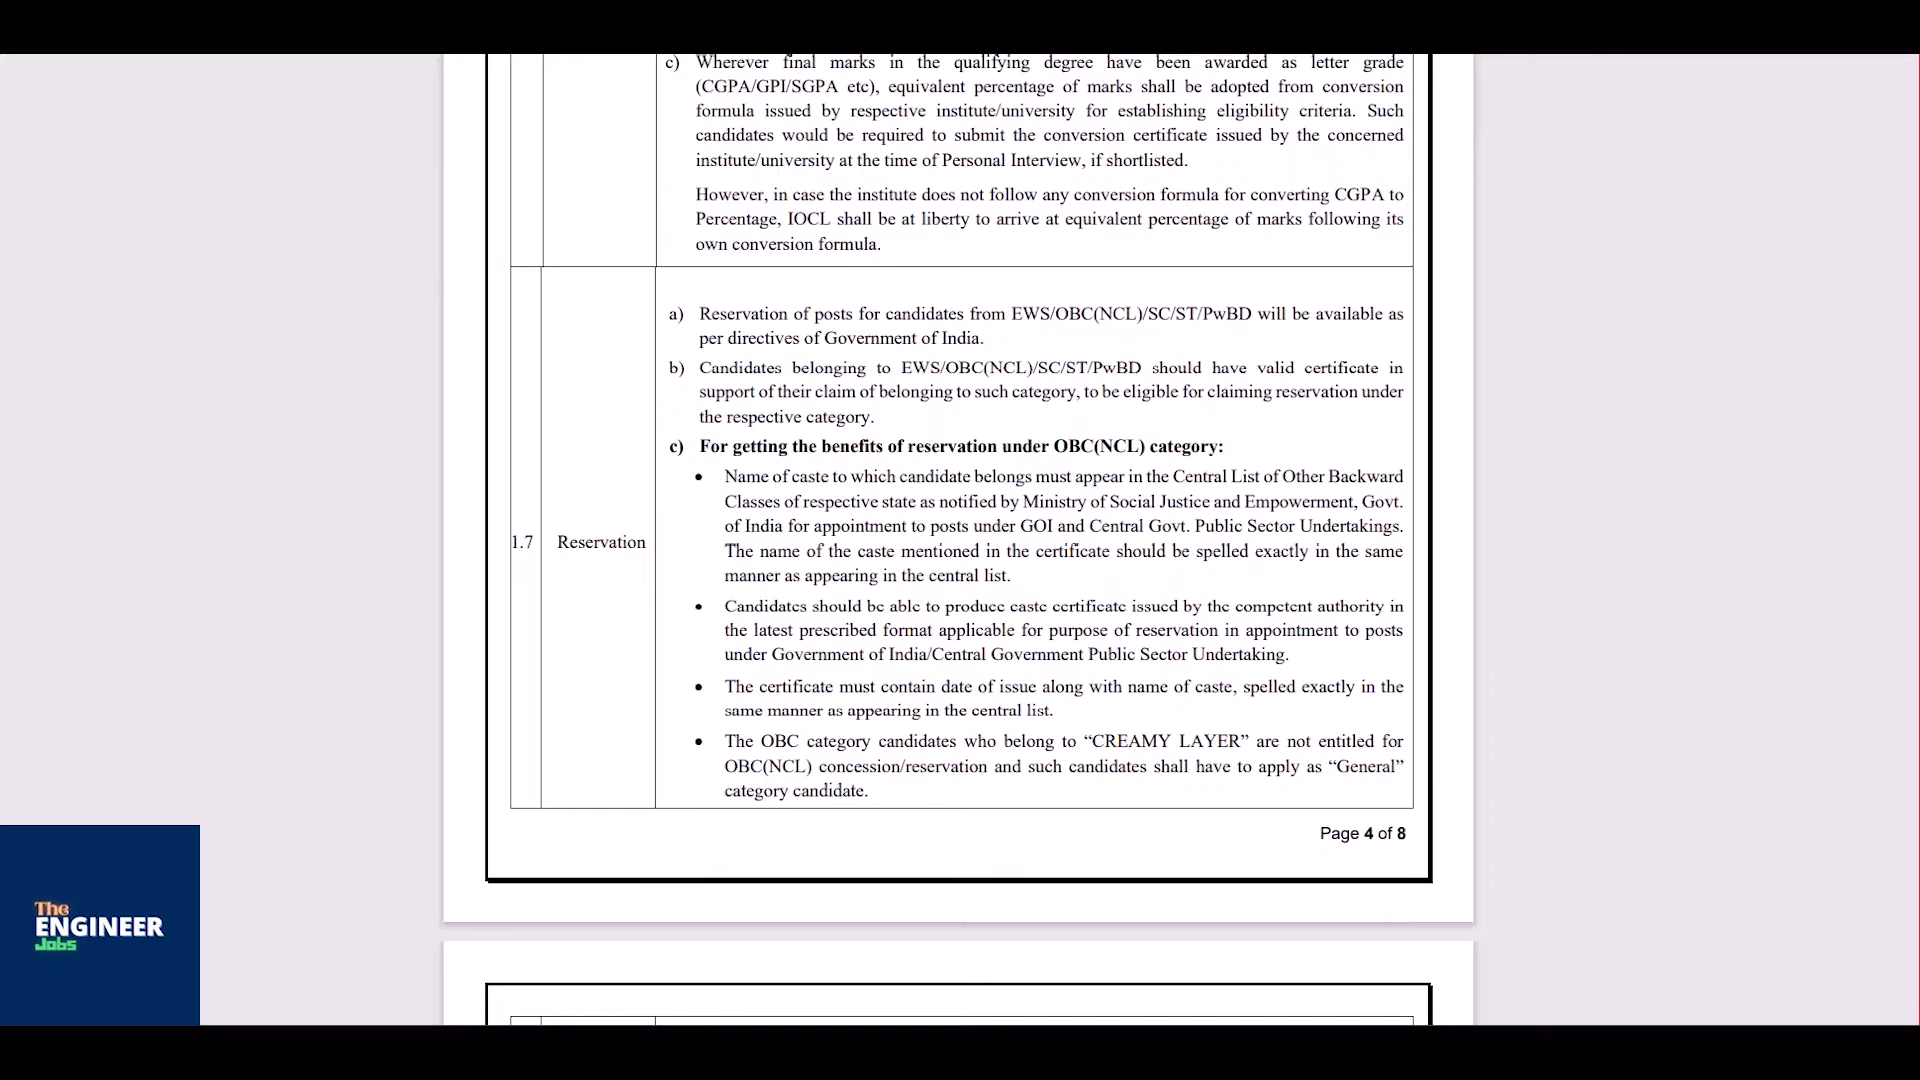 c) Wherever final marks in the qualifying degree have been awarded as letter grade
(CGPA/GPI/SGPA etc), equivalent percentage of marks shall be adopted from conversion
formula issued by respective institute/university for establishing eligibility criteria. Such
candidates would be required to submit the conversion certificate issued by the concerned
institute/university at the time of Personal Interview, if shortlisted.
However, in case the institute does not follow any conversion formula for converting CGPA to
Percentage, IOCL shall be at liberty to arrive at equivalent percentage of marks following its
own conversion formula.
1.7 Reservation
a) Reservation of posts for candidates from EWS/OBC(NCL)/SC/ST/PwBD will be available as
per directives of Government of India.
b) Candidates belonging to EWS/OBC(NCL)/SC/ST/PwBD should have valid certificate in
support of their claim of belonging to such category, to be eligible for claiming reservation under
the respective category.
c) For getting the benefits of reservation under OBC(NCL) category:
• Name of caste to which candidate belongs must appear in the Central List of Other Backward
Classes of respective state as notified by Ministry of Social Justice and Empowerment, Govt.
of India for appointment to posts under GOI and Central Govt. Public Sector Undertakings.
The name of the caste mentioned in the certificate should be spelled exactly in the same
manner as appearing in the central list.
• Candidates should be able to produce caste certificate issued by the competent authority in
the latest prescribed format applicable for purpose of reservation in appointment to posts
under Government of India/Central Government Public Sector Undertaking.
• The certificate must contain date of issue along with name of caste, spelled exactly in the
same manner as appearing in the central list.
• The OBC category candidates who belong to “CREAMY LAYER” are not entitled for
OBC(NCL) concession/reservation and such candidates shall have to apply as “General”
category candidate.
Page 4 of 8
The
ENGINEER
Jobs